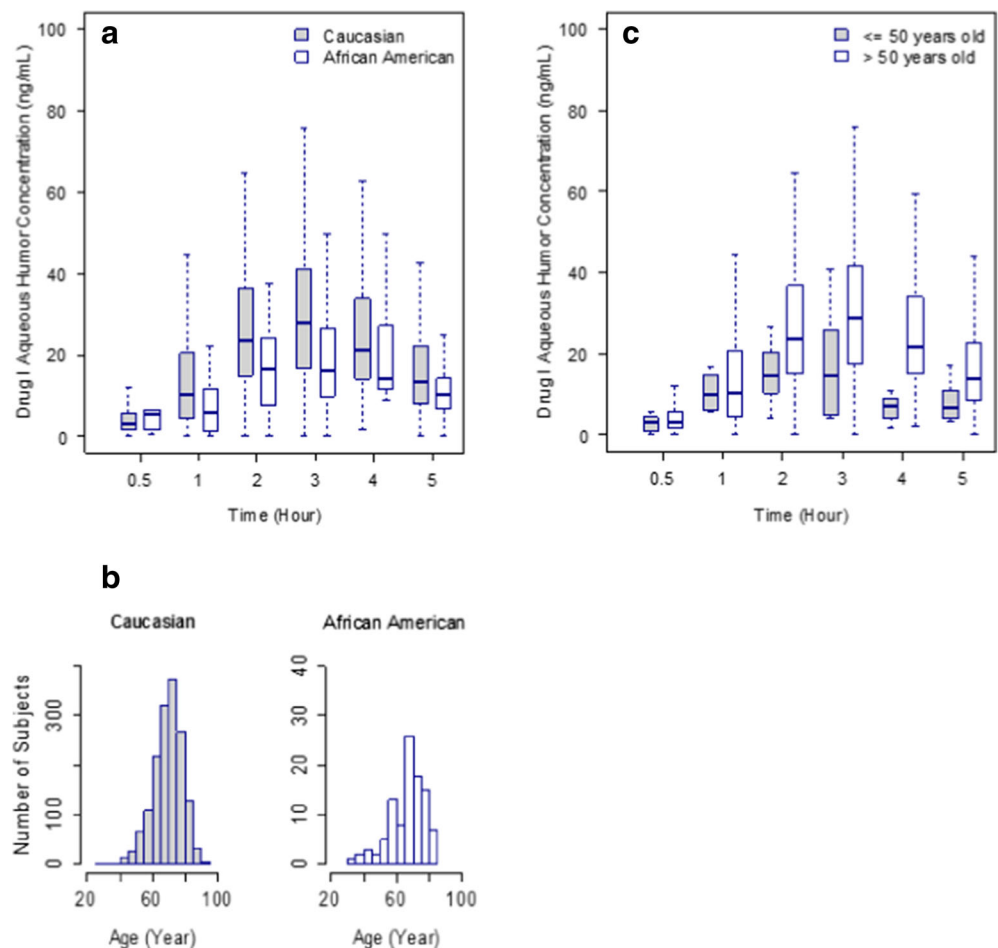 a
Caucasian
African American
Drug I Aqueous Humor Concentration (ng/mL)
100
80
60
40
20
0
0.5 1 2 3 4 5
Time (Hour)
c
<= 50 years old
> 50 years old
Drug I Aqueous Humor Concentration (ng/mL)
100
80
60
40
20
0
0.5 1 2 3 4 5
Time (Hour)
b
Caucasian
Number of Subjects
300
100
0
20 60 100
Age (Year)
African American
40
30
20
10
0
20 60 100
Age (Year)